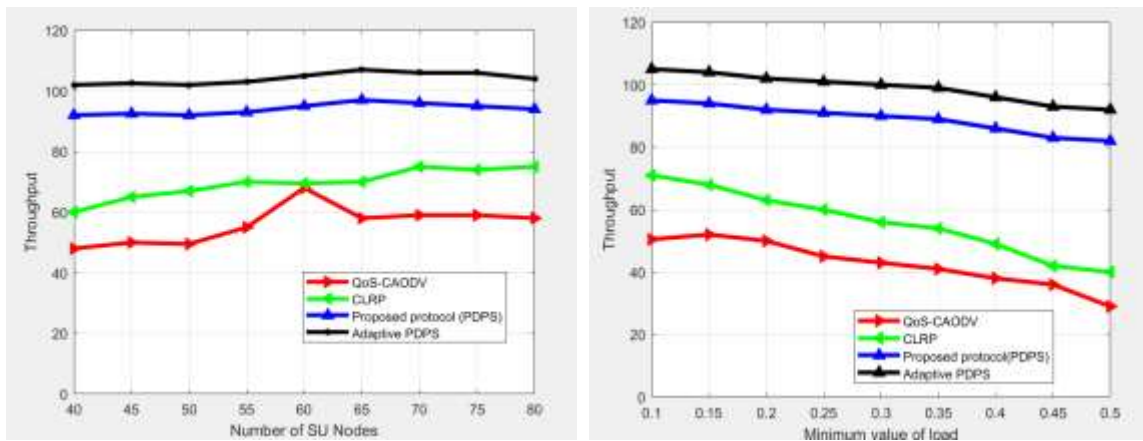 120
100
80
60
40
20
0
Throughput
QoS-CAODV
CLRP
Proposed protocol (PDPS)
Adaptive PDPS
40 45 50 55 60 65 70 75 80
Number of SU Nodes
120
100
80
60
40
20
0
Throughput
QoS-CAODV
CLRP
Proposed protocol(PDPS)
Adaptive PDPS
0.1 0.15 0.2 0.25 0.3 0.35 0.4 0.45 0.5
Minimum value of load